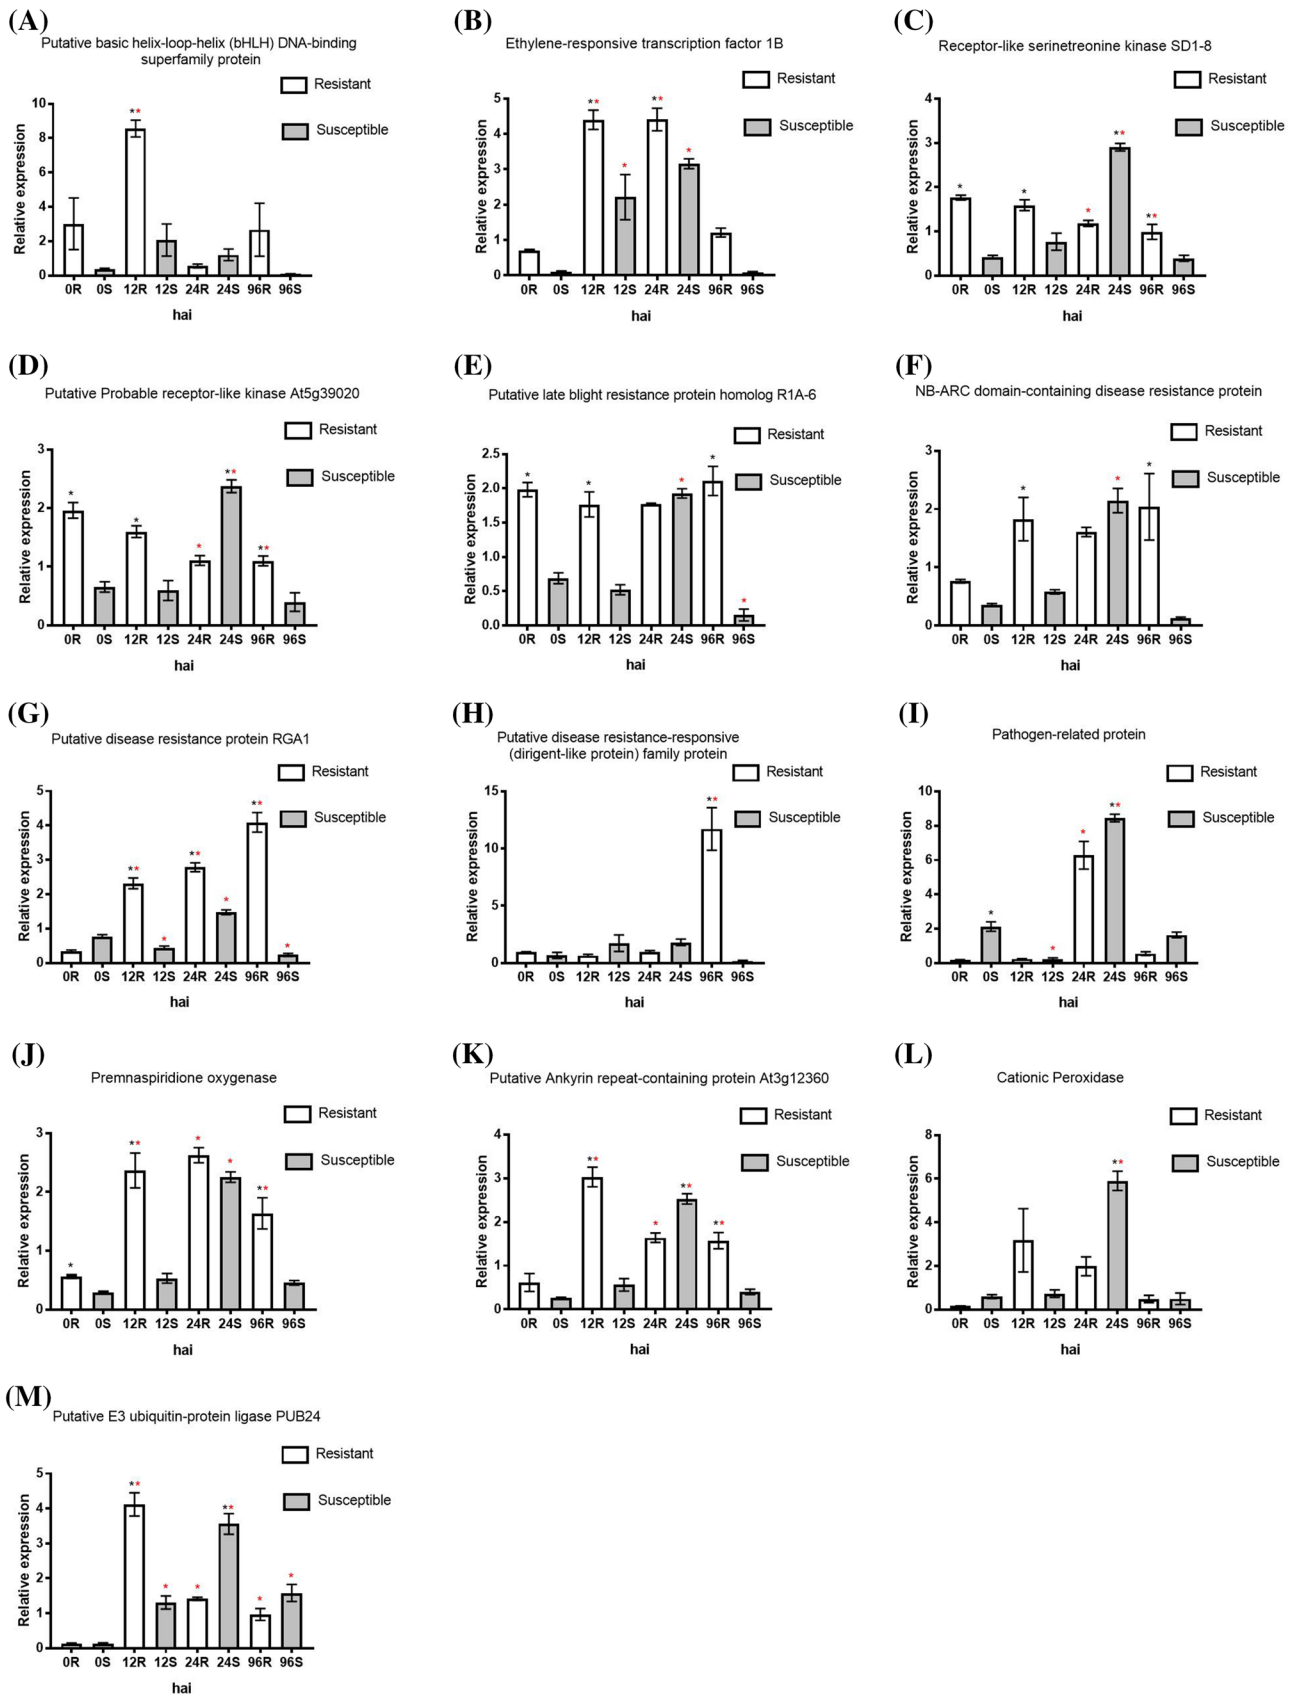 (A)
Putative basic helix-loop-helix (bHLH) DNA-binding
superfamily protein
Resistant
Susceptible
Relative expression
10
8
6
4
2
0
**
0R 0S 12R 12S 24R 24S 96R 96S
hai
(B)
Ethylene-responsive transcription factor 1B
Resistant
Susceptible
Relative expression
5
4
3
2
1
0
** * ** *
0R 0S 12R 12S 24R 24S 96R 96S
hai
(C)
Receptor-like serinetreonine kinase SD1-8
Resistant
Susceptible
Relative expression
4
3
2
1
0
* * * ** **
0R 0S 12R 12S 24R 24S 96R 96S
hai
(D)
Putative Probable receptor-like kinase At5g39020
Resistant
Susceptible
Relative expression
3
2
1
0
* * * ** **
0R 0S 12R 12S 24R 24S 96R 96S
hai
(E)
Putative late blight resistance protein homolog R1A-6
Resistant
Susceptible
Relative expression
2.5
2.0
1.5
1.0
0.5
0.0
* * * * *
0R 0S 12R 12S 24R 24S 96R 96S
hai
(F)
NB-ARC domain-containing disease resistance protein
Resistant
Susceptible
Relative expression
3
2
1
0
* * *
0R 0S 12R 12S 24R 24S 96R 96S
hai
(G)
Putative disease resistance protein RGA1
Resistant
Susceptible
Relative expression
5
4
3
2
1
0
** * ** * ** *
0R 0S 12R 12S 24R 24S 96R 96S
hai
(H)
Putative disease resistance-responsive
(dirigent-like protein) family protein
Resistant
Susceptible
Relative expression
15
10
5
0
**
0R 0S 12R 12S 24R 24S 96R 96S
hai
(I)
Pathogen-related protein
Resistant
Susceptible
Relative expression
10
8
6
4
2
0
* * * **
0R 0S 12R 12S 24R 24S 96R 96S
hai
(J)
Premnaspiridione oxygenase
Resistant
Susceptible
Relative expression
3
2
1
0
* ** * * **
0R 0S 12R 12S 24R 24S 96R 96S
hai
(K)
Putative Ankyrin repeat-containing protein At3g12360
Resistant
Susceptible
Relative expression
4
3
2
1
0
** * ** **
0R 0S 12R 12S 24R 24S 96R 96S
hai
(L)
Cationic Peroxidase
Resistant
Susceptible
Relative expression
8
6
4
2
0
**
0R 0S 12R 12S 24R 24S 96R 96S
hai
(M)
Putative E3 ubiquitin-protein ligase PUB24
Resistant
Susceptible
Relative expression
5
4
3
2
1
0
** * * ** * *
0R 0S 12R 12S 24R 24S 96R 96S
hai